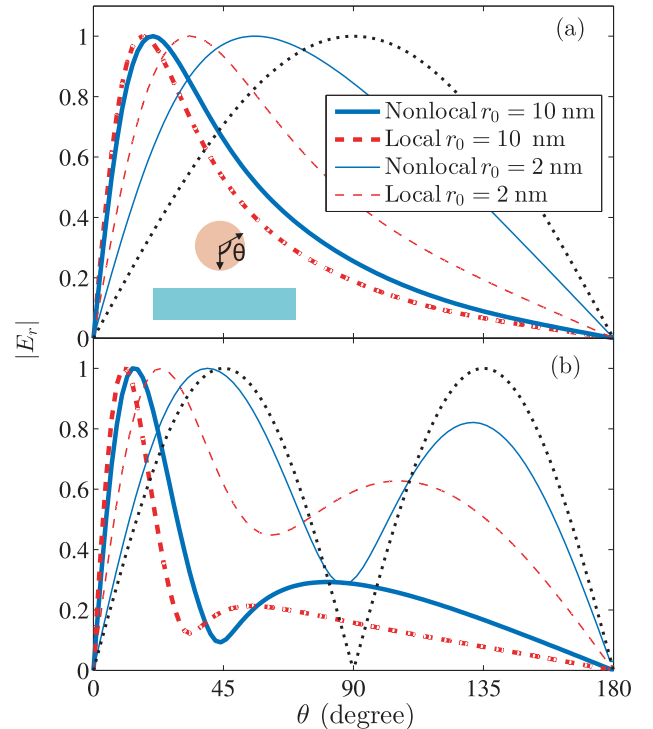 (a)
1
0.8
0.6
0.4
0.2
0
Nonlocal r₀ = 10 nm
Local r₀ = 10 nm
Nonlocal r₀ = 2 nm
Local r₀ = 2 nm
θ
|E_r|
(b)
1
0.8
0.6
0.4
0.2
0
0 45 90 135 180
θ (degree)